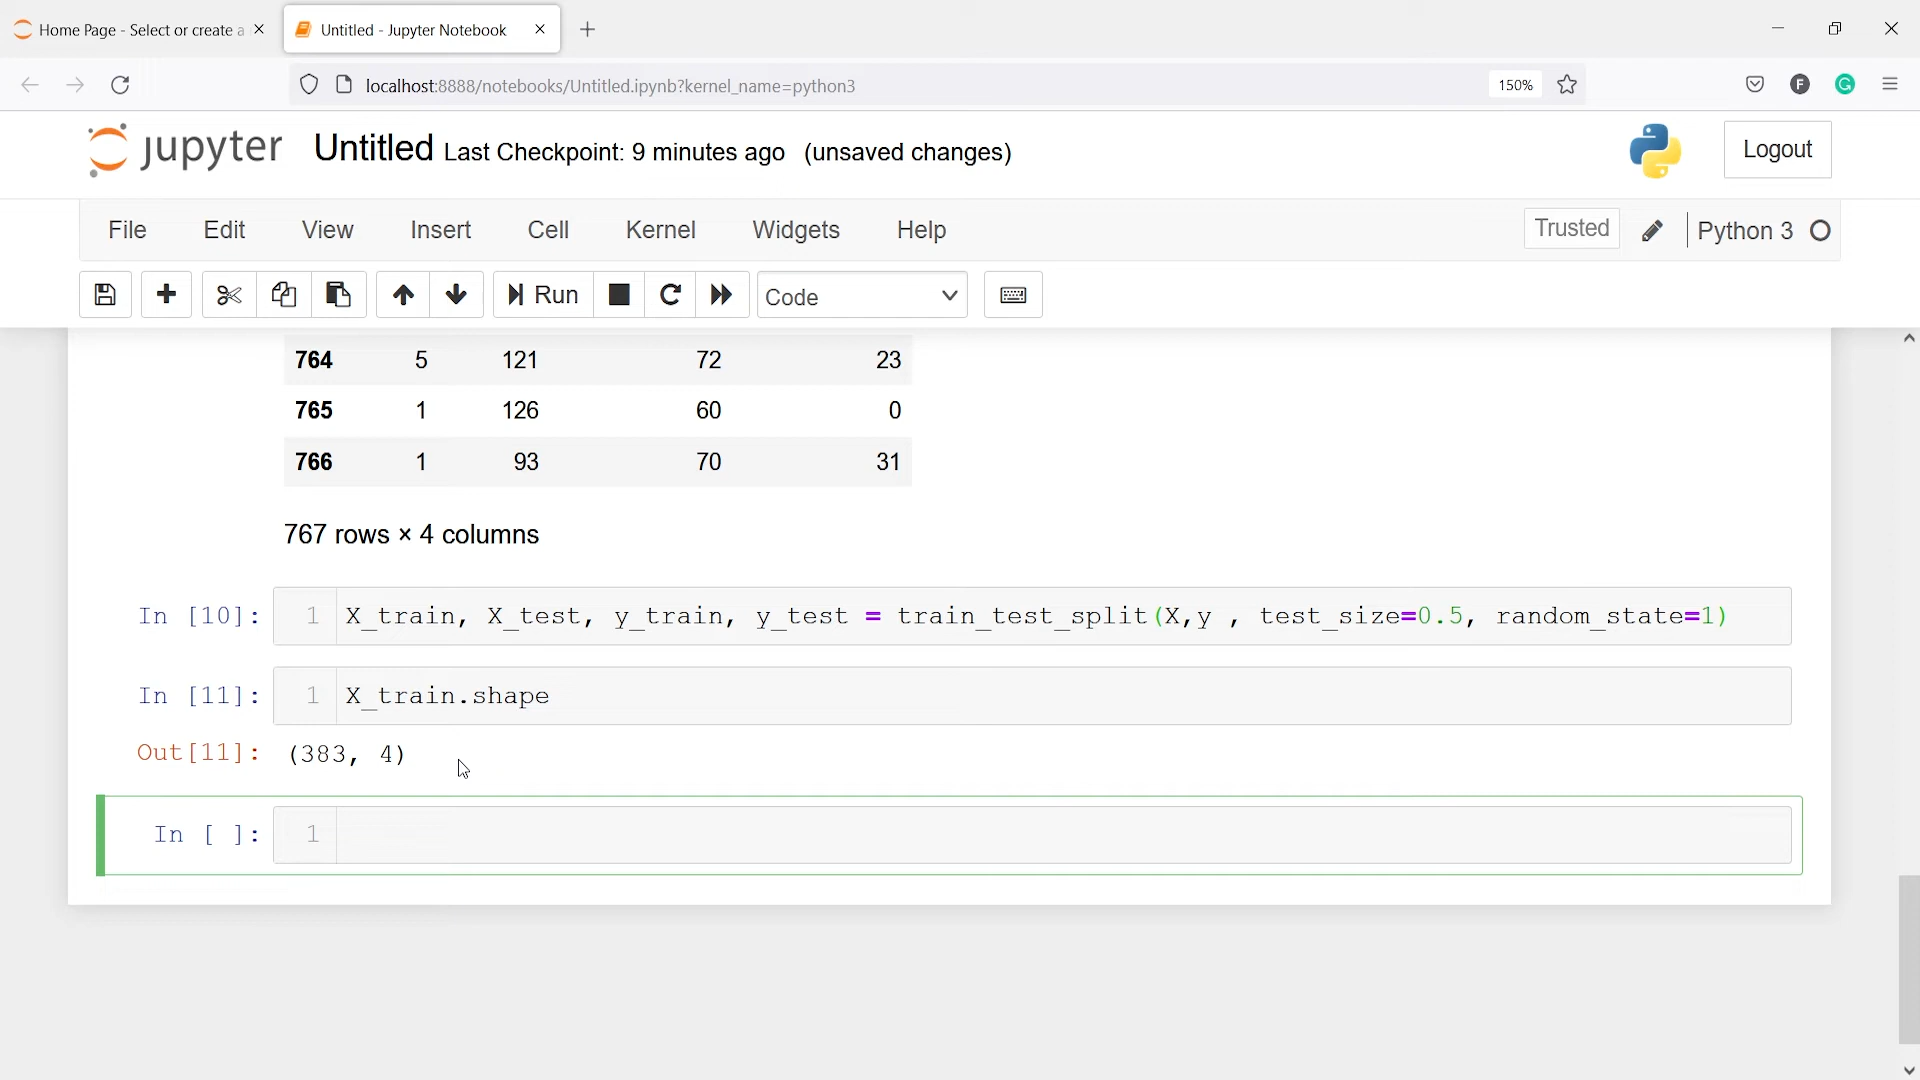 Home Page - Select or create a
Untitled - Jupyter Notebook
localhost:8888/notebooks/Untitled.ipynb?kernel_name=python3
150%
F
G
jupyter Untitled Last Checkpoint: 9 minutes ago (unsaved changes)
Logout
File Edit View Insert Cell Kernel Widgets Help
Trusted
Python 3
Run
Code
764 5 121 72 23
765 1 126 60 0
766 1 93 70 31
767 rows × 4 columns
In [10]: 1 X_train, X_test, y_train, y_test = train_test_split(X,y , test_size=0.5, random_state=1)
In [11]: 1 X_train.shape
Out[11]: (383, 4)
In [ ]: 1